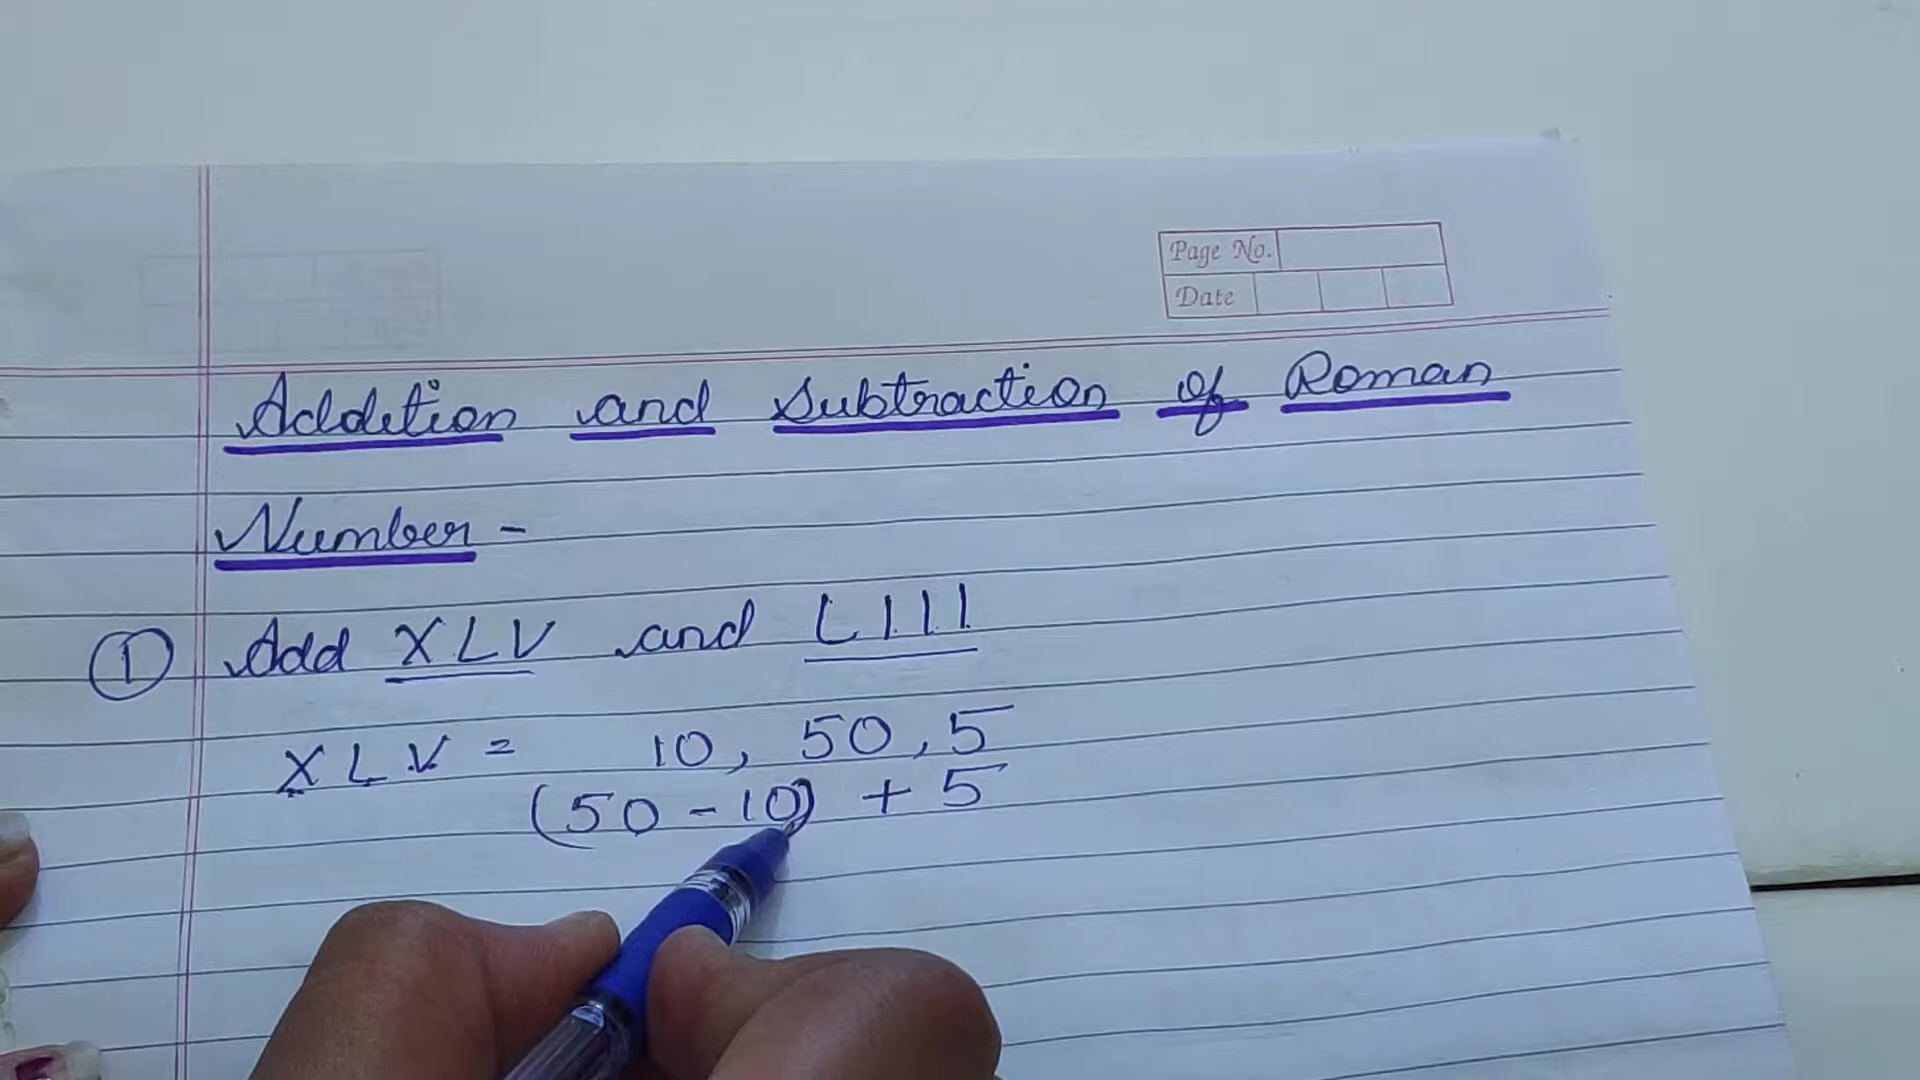 Page No.
Date
Addition and Subtraction of Roman
Number -
① Add XLV and LIII
XLV = 10, 50, 5
(50 - 10) + 5